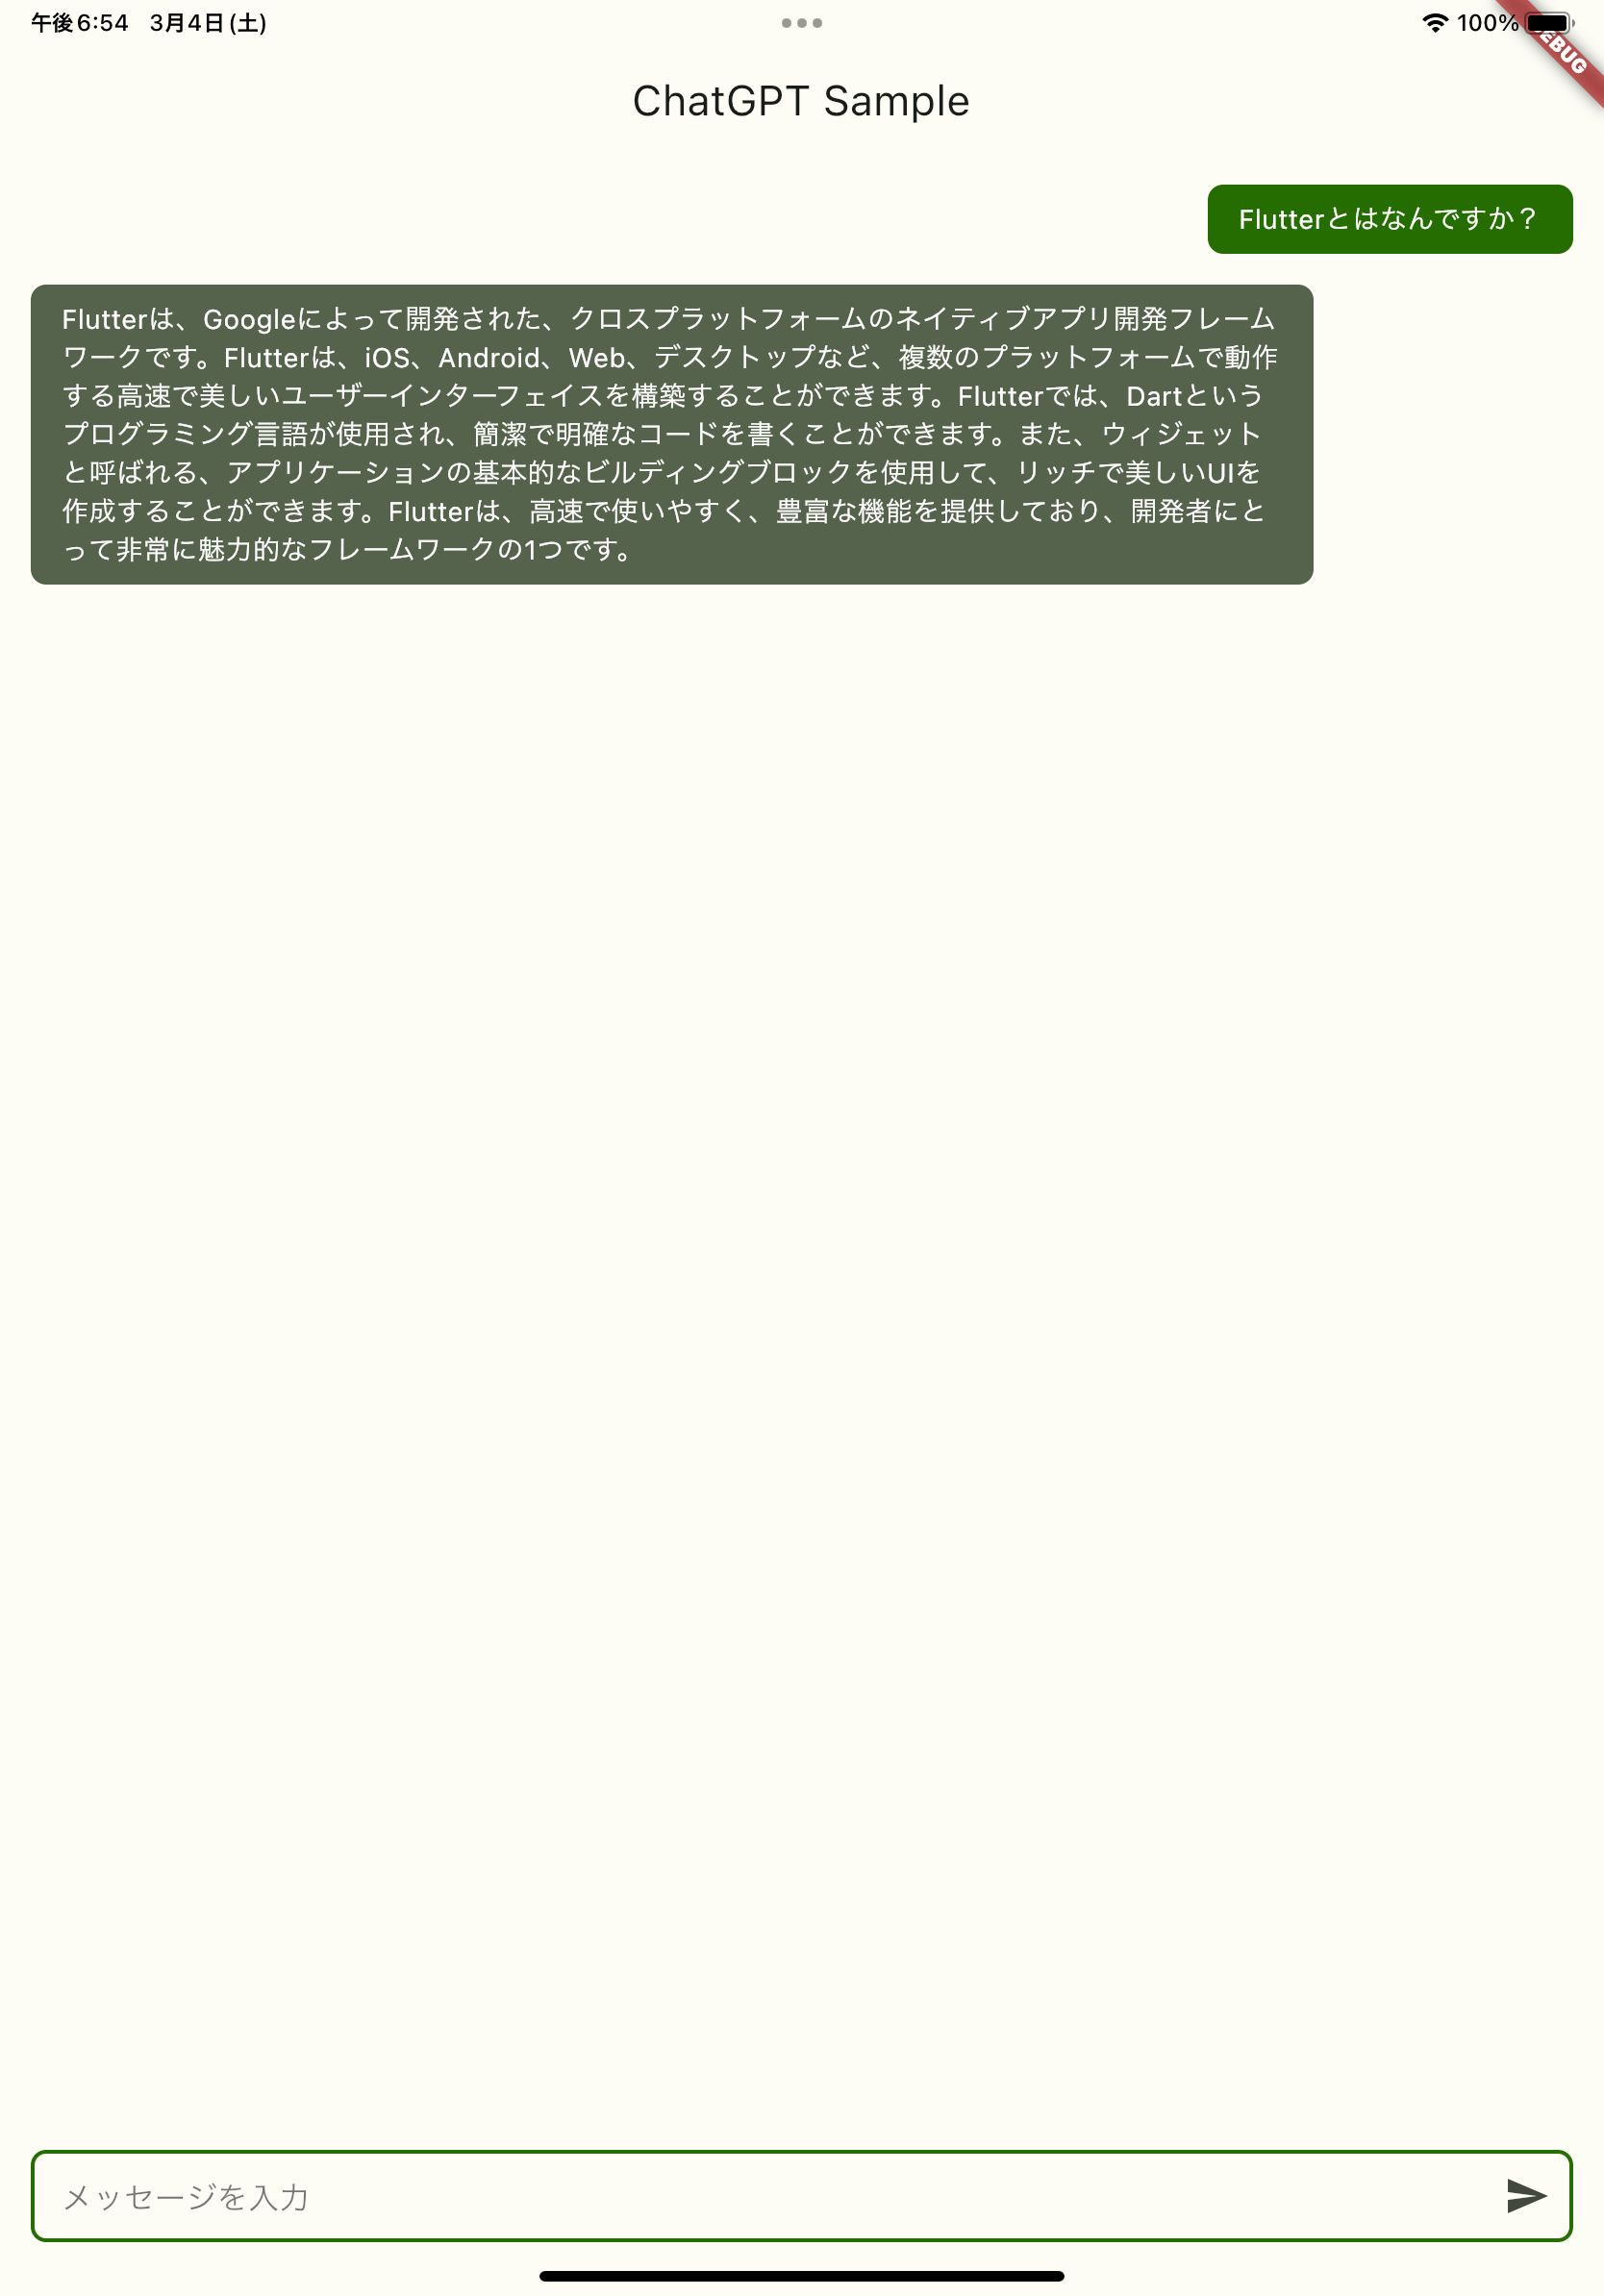 午後6:54 3月4日(土)
100%
EBUG
ChatGPT Sample
Flutterとはなんですか？
Flutterは、Googleによって開発された、クロスプラットフォームのネイティブアプリ開発フレーム
ワークです。Flutterは、iOS、Android、Web、デスクトップなど、複数のプラットフォームで動作
する高速で美しいユーザーインターフェイスを構築することができます。Flutterでは、Dartという
プログラミング言語が使用され、簡潔で明確なコードを書くことができます。また、ウィジェット
と呼ばれる、アプリケーションの基本的なビルディングブロックを使用して、リッチで美しいUIを
作成することができます。Flutterは、高速で使いやすく、豊富な機能を提供しており、開発者にと
って非常に魅力的なフレームワークの1つです。
メッセージを入力